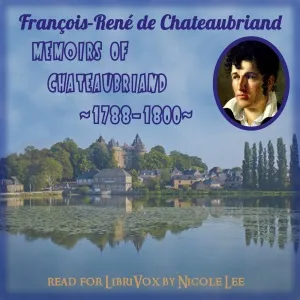 François-René de Chateaubriand
MEMOIRS OF
CHATEAUBRIAND
~1788-1800~
READ FOR LIBRIVOX BY NICOLE LEE